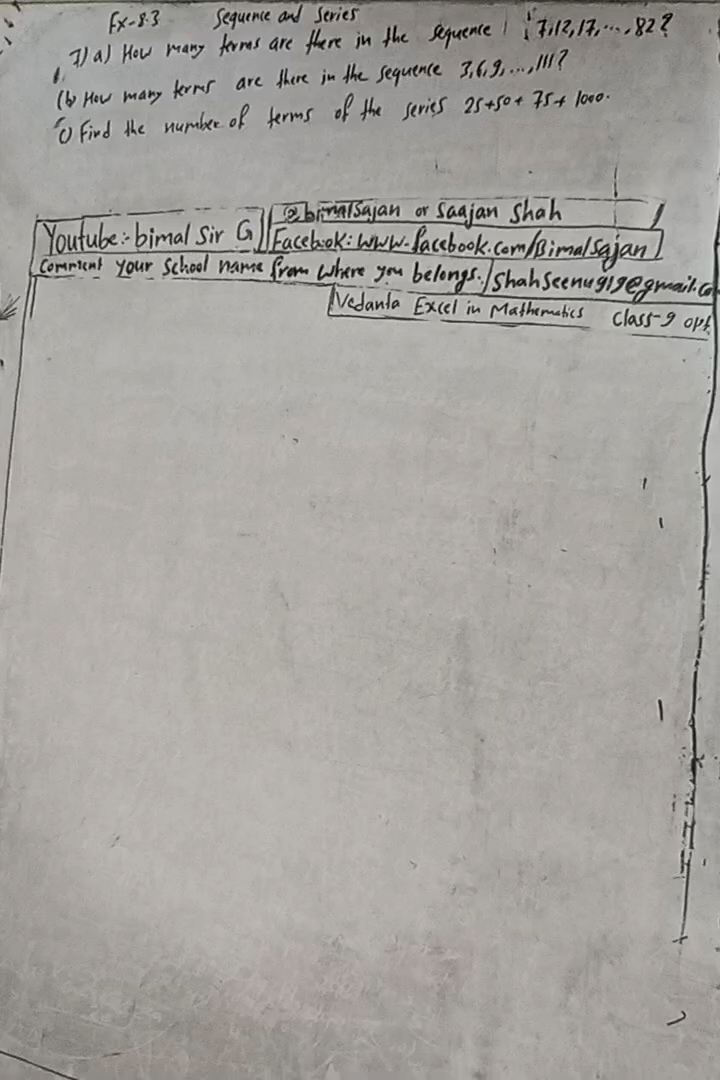 Ex-8.3 Sequence and Series
7) a) How many terms are there in the sequence 7,12,17,...,82?
(b) How many terms are there in the sequence 3,6,9,...,111?
c) Find the number of terms of the series 25+50+75+1000.
@bimalsajan or Saajan Shah
Youtube:- bimal Sir G
Facebook: www.facebook.com/Bimalsajan
Comment your School name from where you belongs./Shahseenu919@gmail.co
Vedanta Excel in Mathematics Class-9 opt